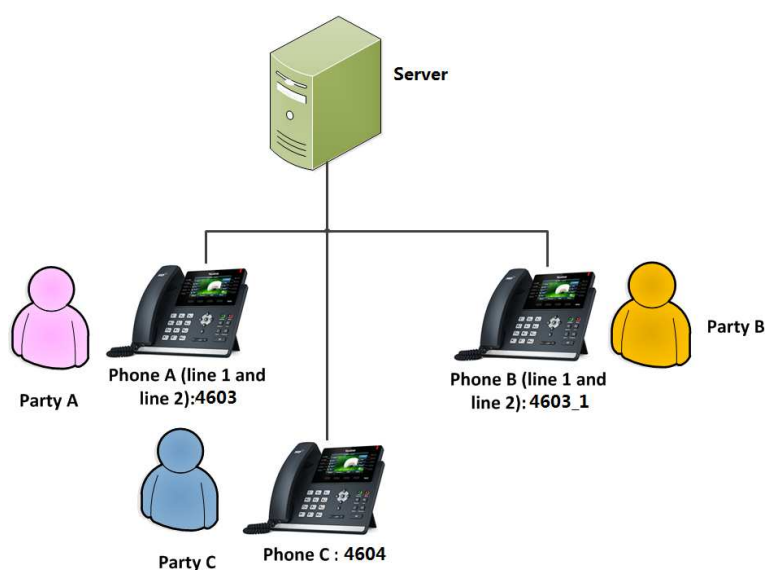 Server
Phone A (line 1 and
line 2):4603
Party A
Phone B (line 1 and
line 2): 4603_1
Party B
Party C
Phone C : 4604